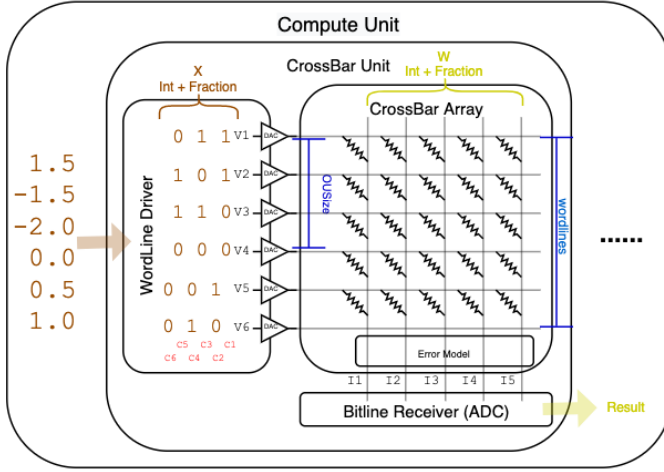 Compute Unit
CrossBar Unit
X
Int + Fraction
W
Int + Fraction
CrossBar Array
WordLine Driver
0 1 1 V1 DAC
1 0 1 V2 DAC
1 1 0 V3 DAC
0 0 0 V4 DAC
0 0 1 V5 DAC
0 1 0 V6 DAC
C5 C3 C1
C6 C4 C2
1.5
-1.5
-2.0
0.0
0.5
1.0
OUSize
wordlines
......
Error Model
I1 I2 I3 I4 I5
Bitline Receiver (ADC)
Result